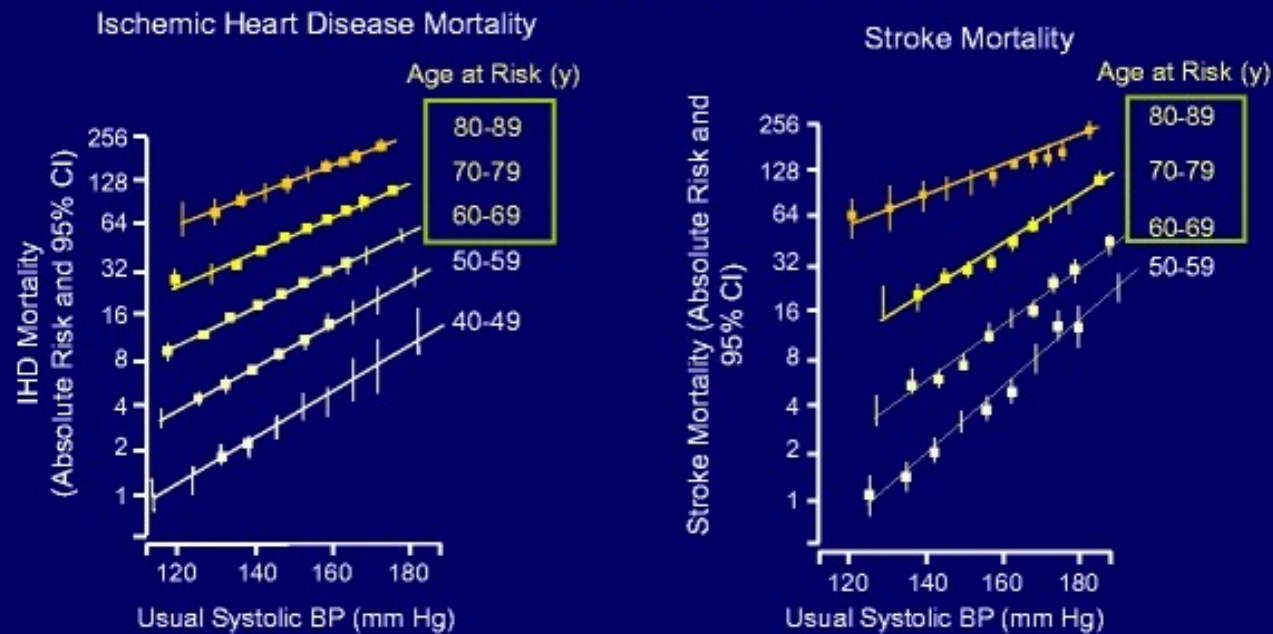 Ischemic Heart Disease Mortality
Age at Risk (y)
80-89
70-79
60-69
50-59
40-49
IHD Mortality
(Absolute Risk and 95% CI)
256
128
64
32
16
8
4
2
1
120 140 160 180
Usual Systolic BP (mm Hg)
Stroke Mortality
Age at Risk (y)
80-89
70-79
60-69
50-59
Stroke Mortality (Absolute Risk and
95% CI)
256
128
64
32
16
8
4
2
1
120 140 160 180
Usual Systolic BP (mm Hg)